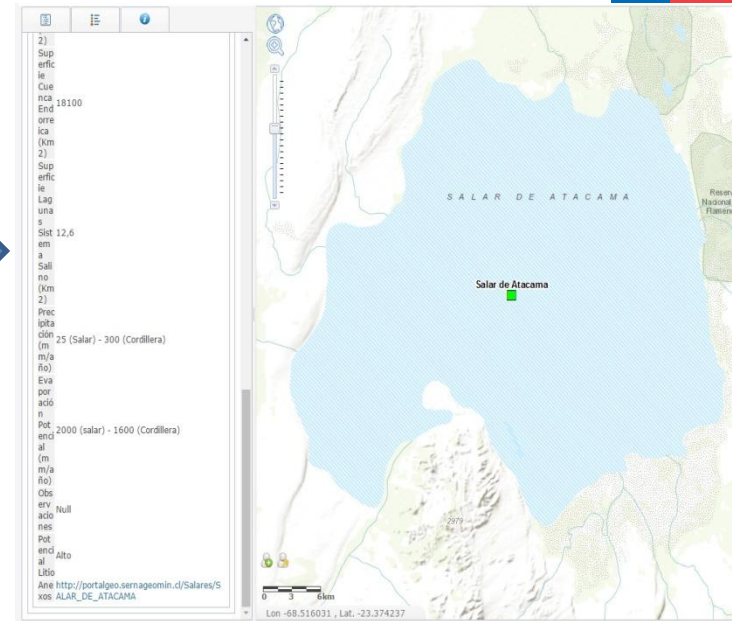 2)
Sup
erfic
ie
Cue
nca
End
orre
ica
(Km
2)
18100
Sup
erfic
ie
Lag
una
s
Sist
em
a
Sali
no
(Km
2)
12,6
Prec
ipita
ción
(m
m/a
ño)
25 (Salar) - 300 (Cordillera)
Eva
por
ació
n
Pot
enci
al
(m
m/a
ño)
2000 (salar) - 1600 (Cordillera)
Obs
erv
acio
nes
Null
Pot
enci
al
Litio
Alto
Ane
xos
http://portalgeo.sernageomin.cl/Salares/S
ALAR_DE_ATACAMA
SALAR DE ATACAMA
Salar de Atacama
Reser
Nacional
Flamen
2979
0 3 6km
Lon -68.516031 , Lat. -23.374237